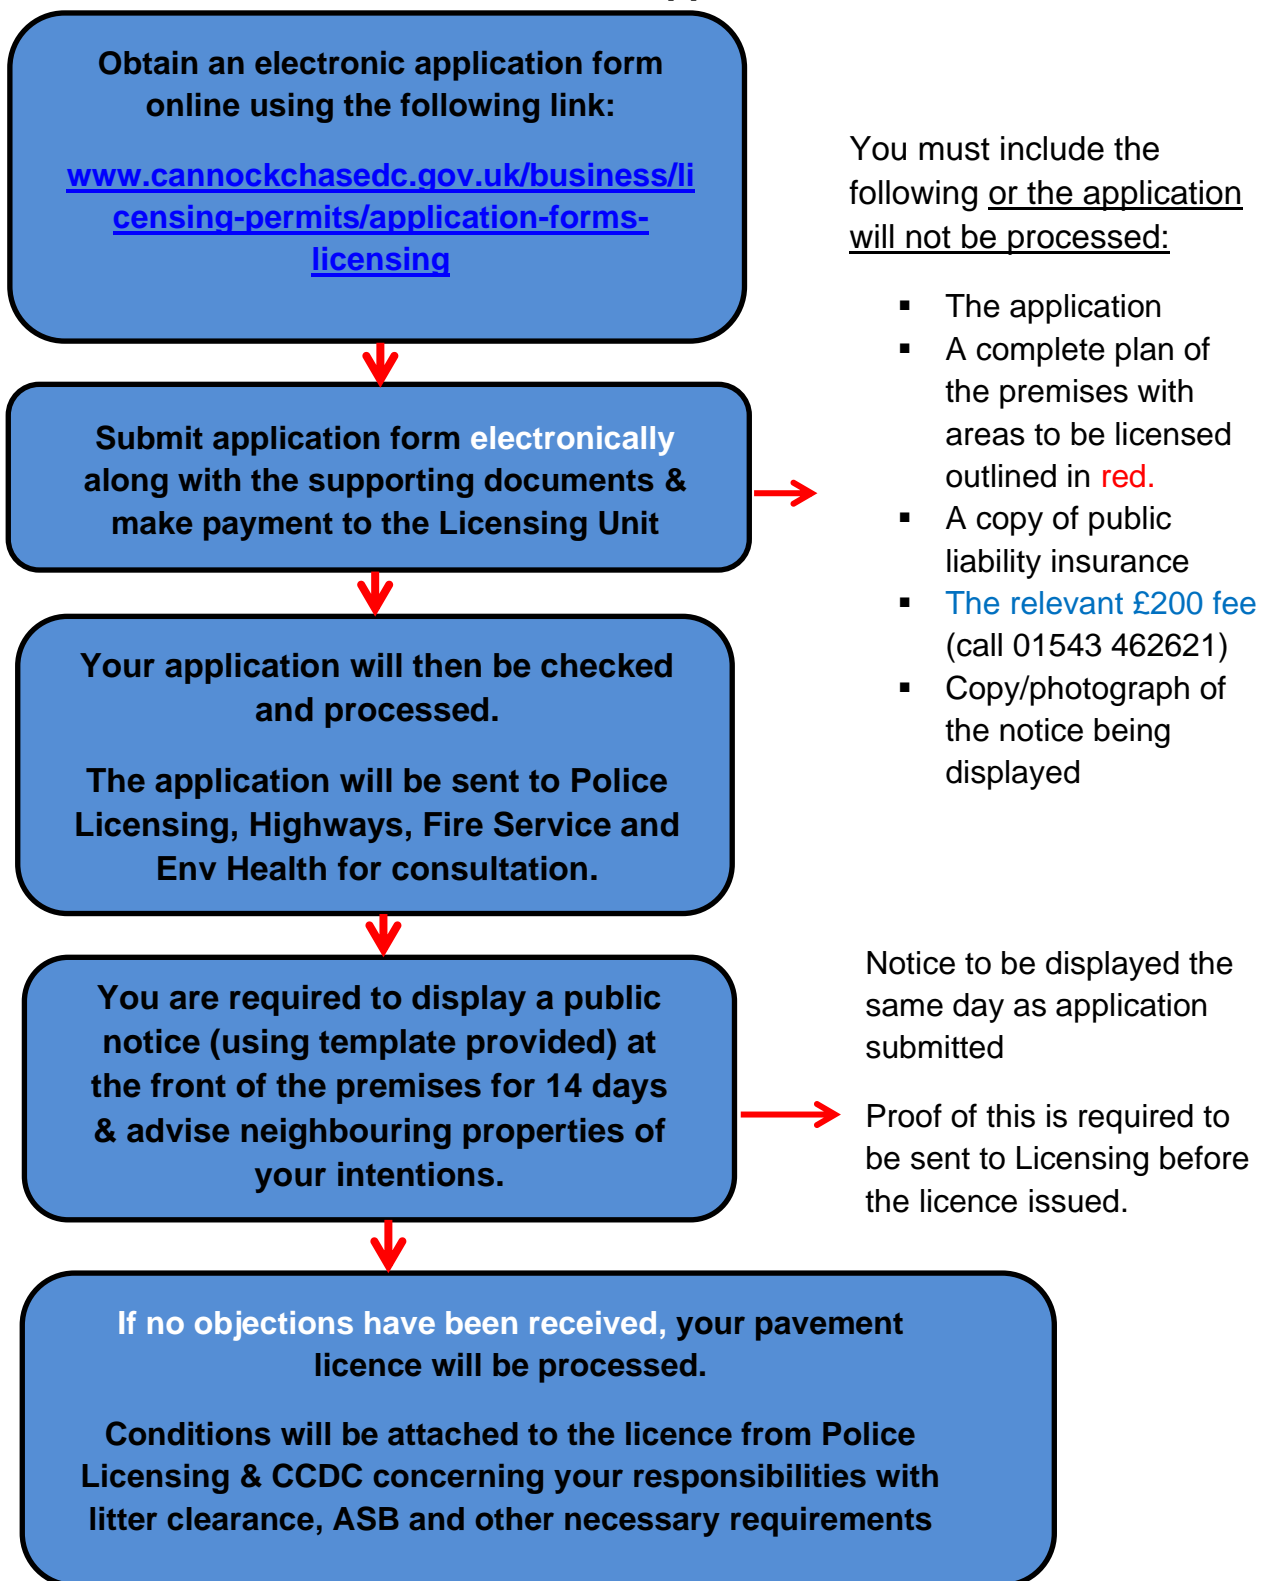 Obtain an electronic application form
online using the following link:
www.cannockchasedc.gov.uk/business/li
censing-permits/application-forms-
licensing
Submit application form electronically
along with the supporting documents &
make payment to the Licensing Unit
You must include the
following or the application
will not be processed:
▪ The application
▪ A complete plan of
the premises with
areas to be licensed
outlined in red.
▪ A copy of public
liability insurance
▪ The relevant £200 fee
(call 01543 462621)
▪ Copy/photograph of
the notice being
displayed
Your application will then be checked
and processed.
The application will be sent to Police
Licensing, Highways, Fire Service and
Env Health for consultation.
You are required to display a public
notice (using template provided) at
the front of the premises for 14 days
& advise neighbouring properties of
your intentions.
Notice to be displayed the
same day as application
submitted
Proof of this is required to
be sent to Licensing before
the licence issued.
If no objections have been received, your pavement
licence will be processed.
Conditions will be attached to the licence from Police
Licensing & CCDC concerning your responsibilities with
litter clearance, ASB and other necessary requirements